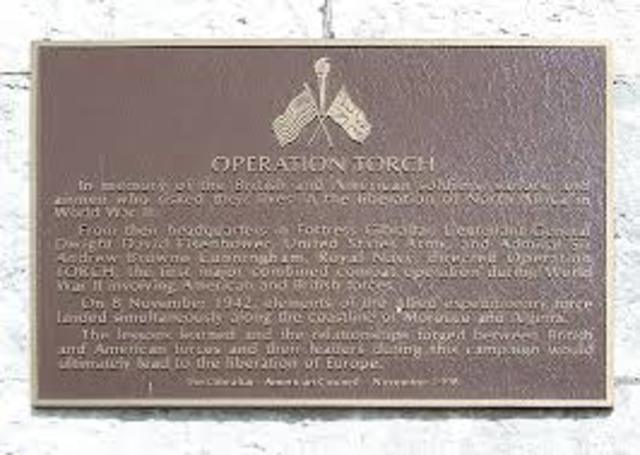 OPERATION TORCH
In memory of the British and American soldiers, sailors, and
airmen who risked their lives in the liberation of North Africa in
World War II.
From their headquarters in Fortress Gibraltar, Lieutenant General
Dwight David Eisenhower, United States Army, and Admiral Sir
Andrew Browne Cunningham, Royal Navy, directed Operation
TORCH, the first major combined combat operation during World
War II involving American and British forces.
On 8 November 1942, elements of the Allied expeditionary force
landed simultaneously along the coastline of Morocco and Algeria.
The lessons learned and the relationships forged between British
and American forces and their leaders during this campaign would
ultimately lead to the liberation of Europe.
The Gibraltar - American Council November